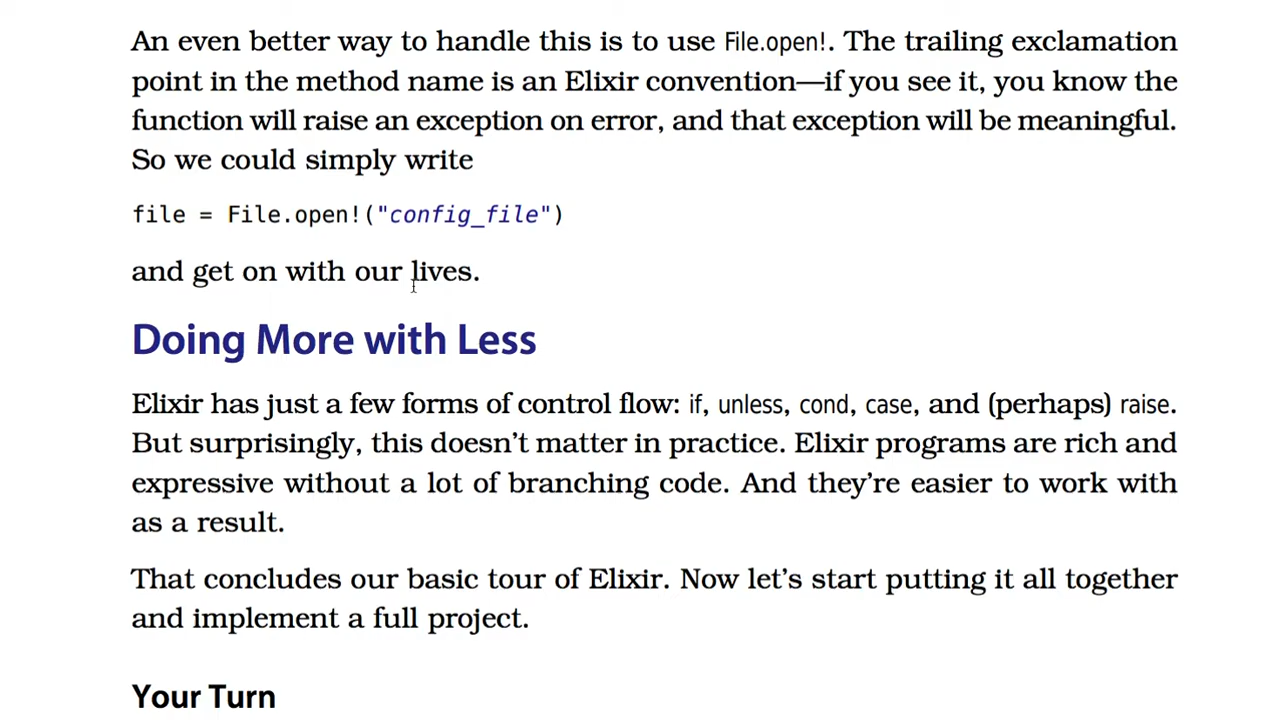 An even better way to handle this is to use File.open!. The trailing exclamation
point in the method name is an Elixir convention—if you see it, you know the
function will raise an exception on error, and that exception will be meaningful.
So we could simply write
file = File.open!("config_file")
and get on with our lives.
Doing More with Less
Elixir has just a few forms of control flow: if, unless, cond, case, and (perhaps) raise.
But surprisingly, this doesn’t matter in practice. Elixir programs are rich and
expressive without a lot of branching code. And they’re easier to work with
as a result.
That concludes our basic tour of Elixir. Now let’s start putting it all together
and implement a full project.
Your Turn